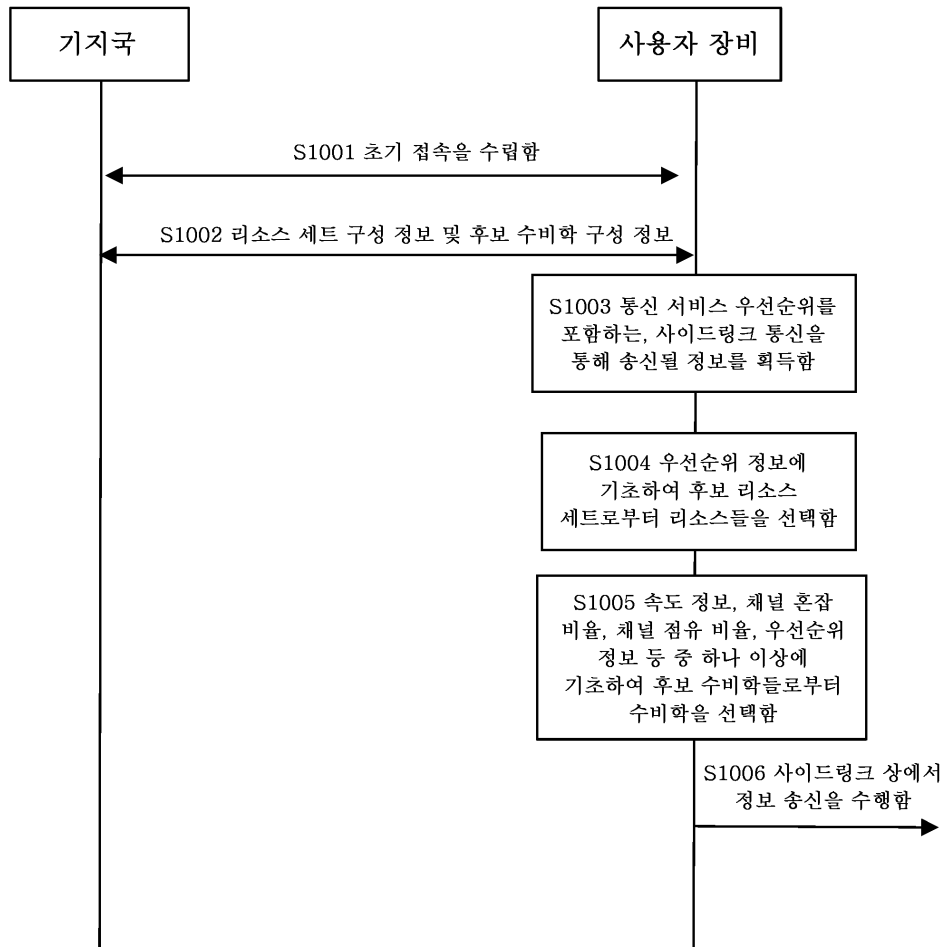 기지국
사용자 장비
S1001 초기 접속을 수립함
S1002 리소스 세트 구성 정보 및 후보 수비학 구성 정보
S1003 통신 서비스 우선순위를
포함하는, 사이드링크 통신을
통해 송신될 정보를 획득함
S1004 우선순위 정보에
기초하여 후보 리소스
세트로부터 리소스들을 선택함
S1005 속도 정보, 채널 혼잡
비율, 채널 점유 비율, 우선순위
정보 등 중 하나 이상에
기초하여 후보 수비학들로부터
수비학을 선택함
S1006 사이드링크 상에서
정보 송신을 수행함